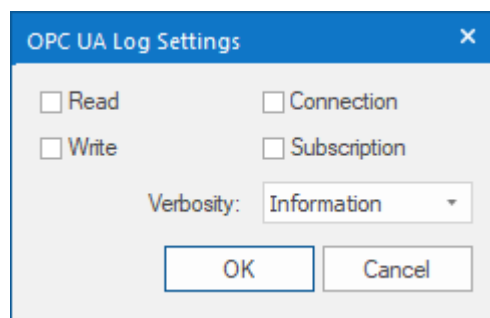 OPC UA Log Settings
Read Connection
Write Subscription
Verbosity: Information
OK Cancel